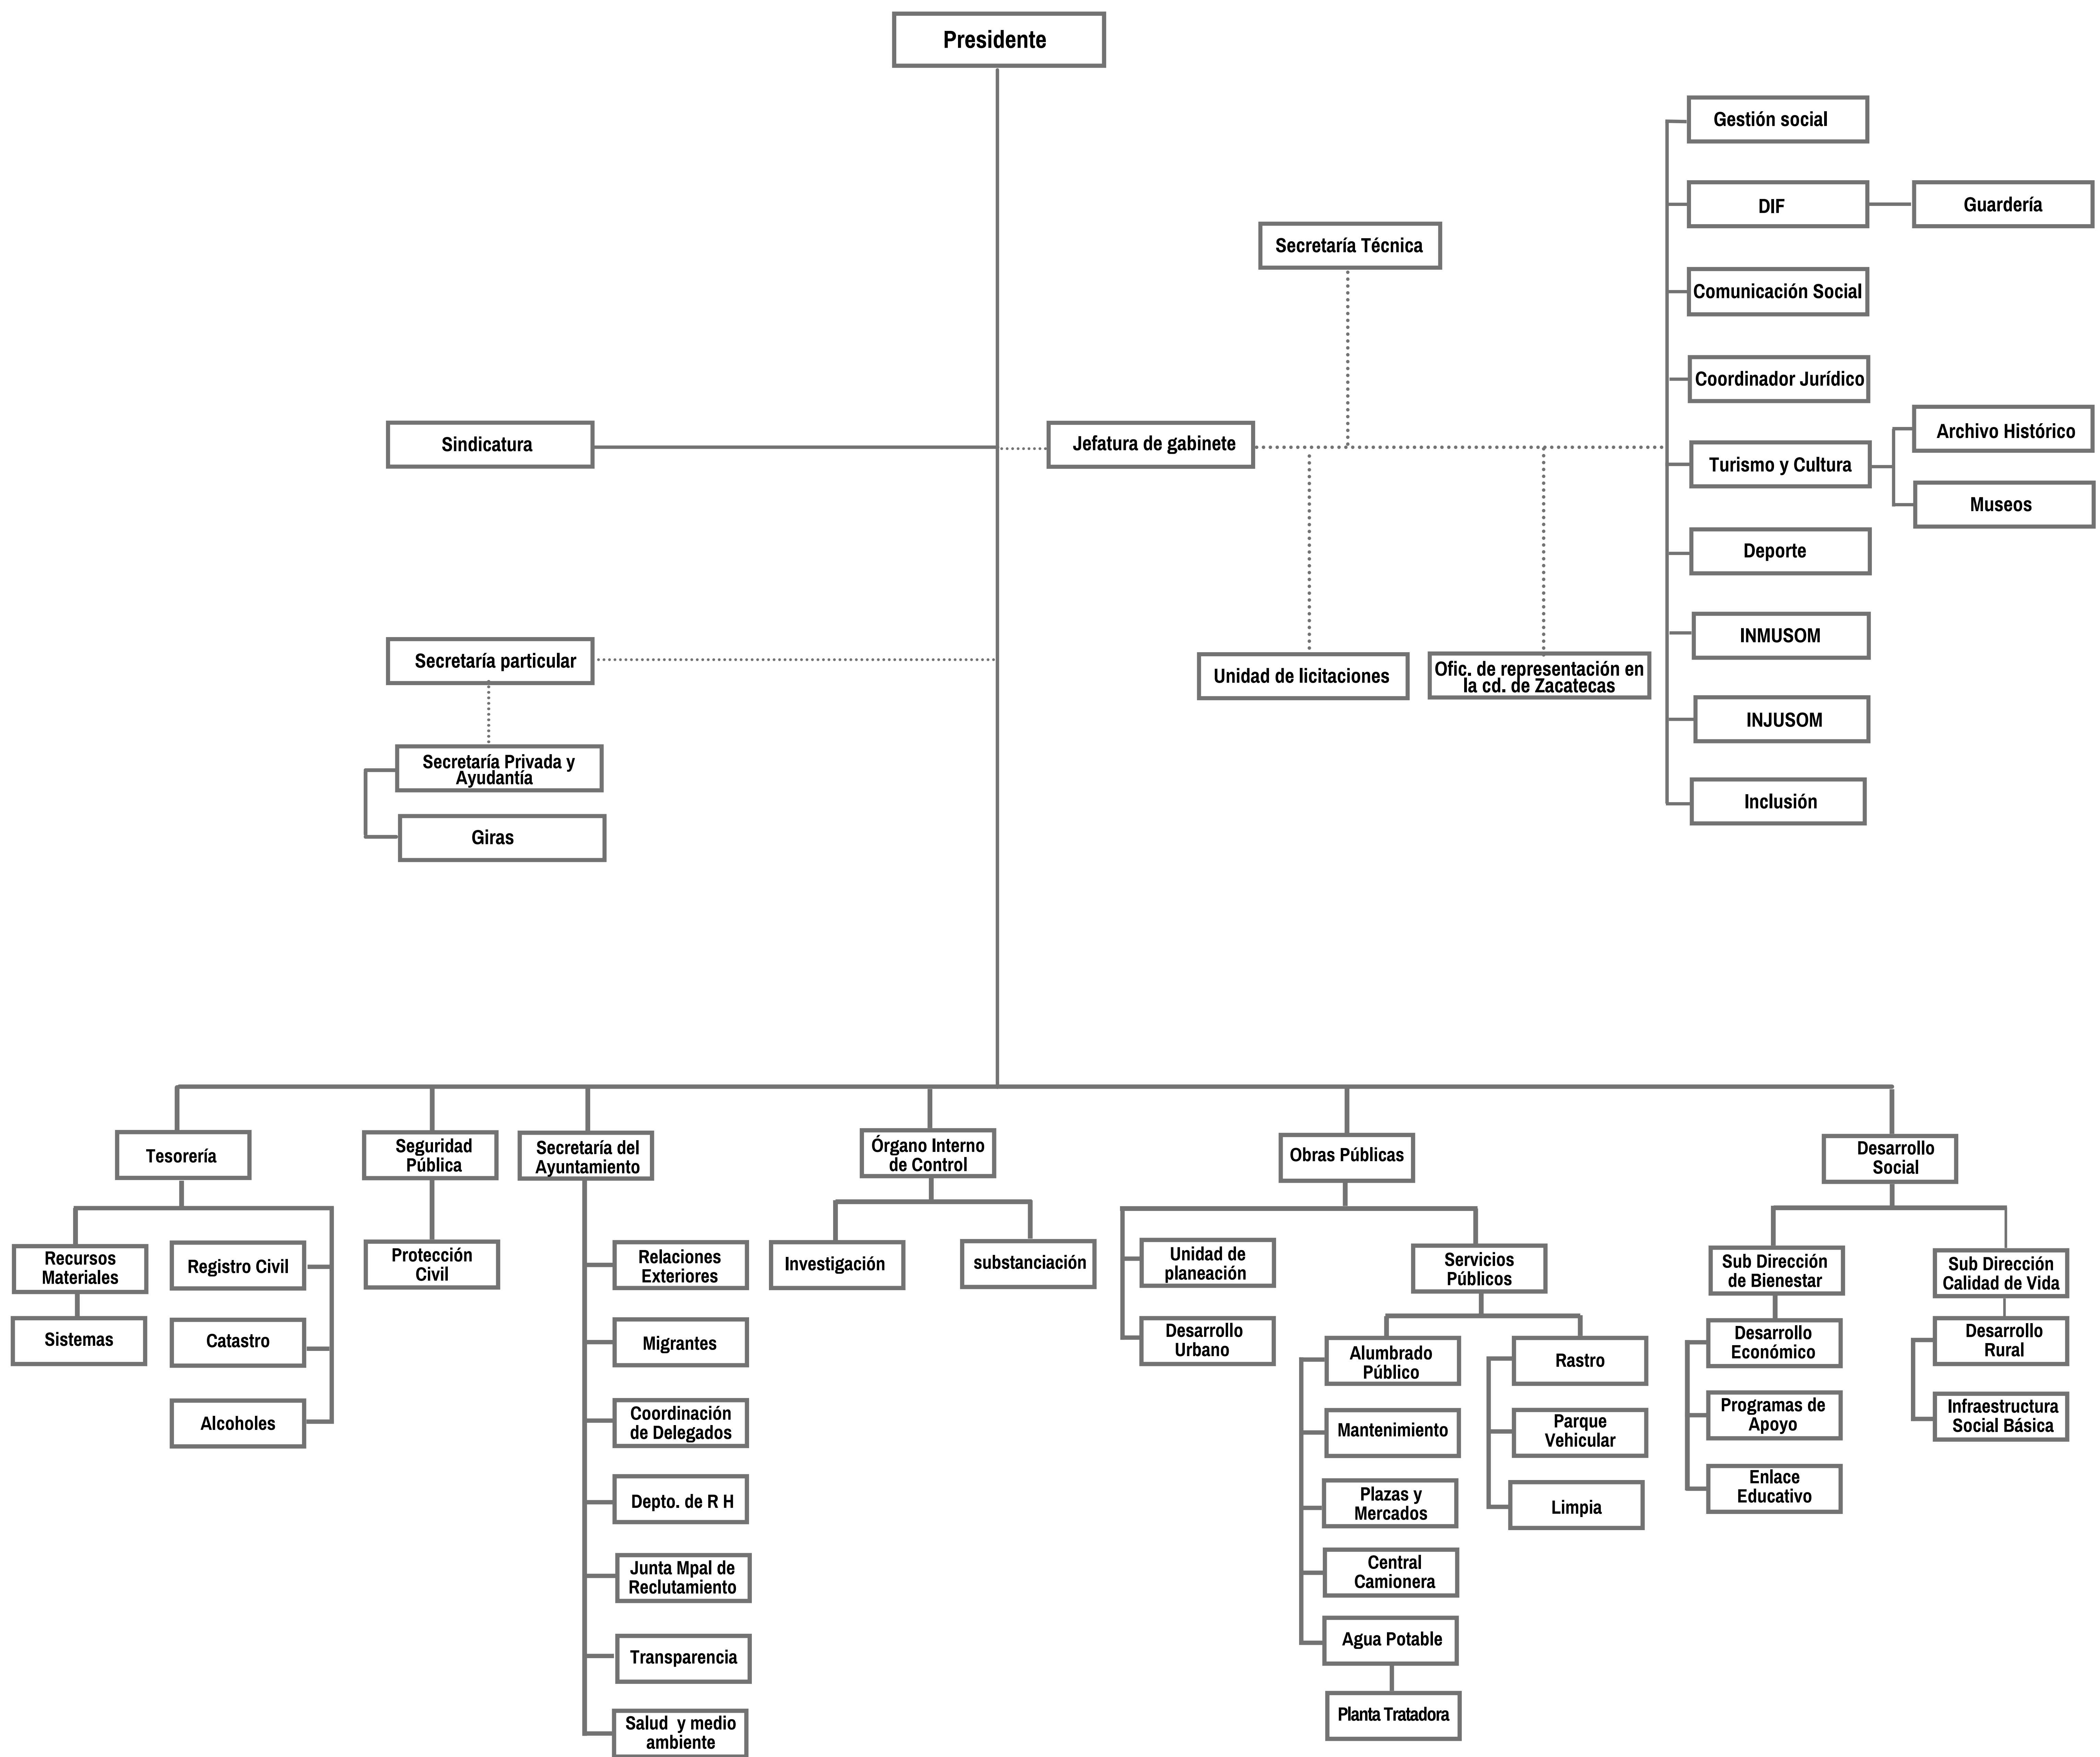 Presidente
Gestión social
DIF
Guardería
Secretaría Técnica
Comunicación Social
Coordinador Jurídico
Sindicatura
Jefatura de gabinete
Turismo y Cultura
Archivo Histórico
Museos
Deporte
INMUSOM
Secretaría particular
Unidad de licitaciones
Ofic. de representación en
la cd. de Zacatecas
INJUSOM
Secretaría Privada y
Ayudantía
Inclusión
Giras
Tesorería
Recursos
Materiales
Sistemas
Registro Civil
Catastro
Alcoholes
Seguridad
Pública
Protección
Civil
Secretaría del
Ayuntamiento
Relaciones
Exteriores
Migrantes
Coordinación
de Delegados
Depto. de R H
Junta Mpal de
Reclutamiento
Transparencia
Salud  y medio
ambiente
Órgano Interno
de Control
Investigación
substanciación
Obras Públicas
Unidad de
planeación
Desarrollo
Urbano
Servicios
Públicos
Alumbrado
Público
Mantenimiento
Plazas y
Mercados
Central
Camionera
Agua Potable
Planta Tratadora
Rastro
Parque
Vehicular
Limpia
Desarrollo
Social
Sub Dirección
de Bienestar
Desarrollo
Económico
Programas de
Apoyo
Enlace
Educativo
Sub Dirección
Calidad de Vida
Desarrollo
Rural
Infraestructura
Social Básica